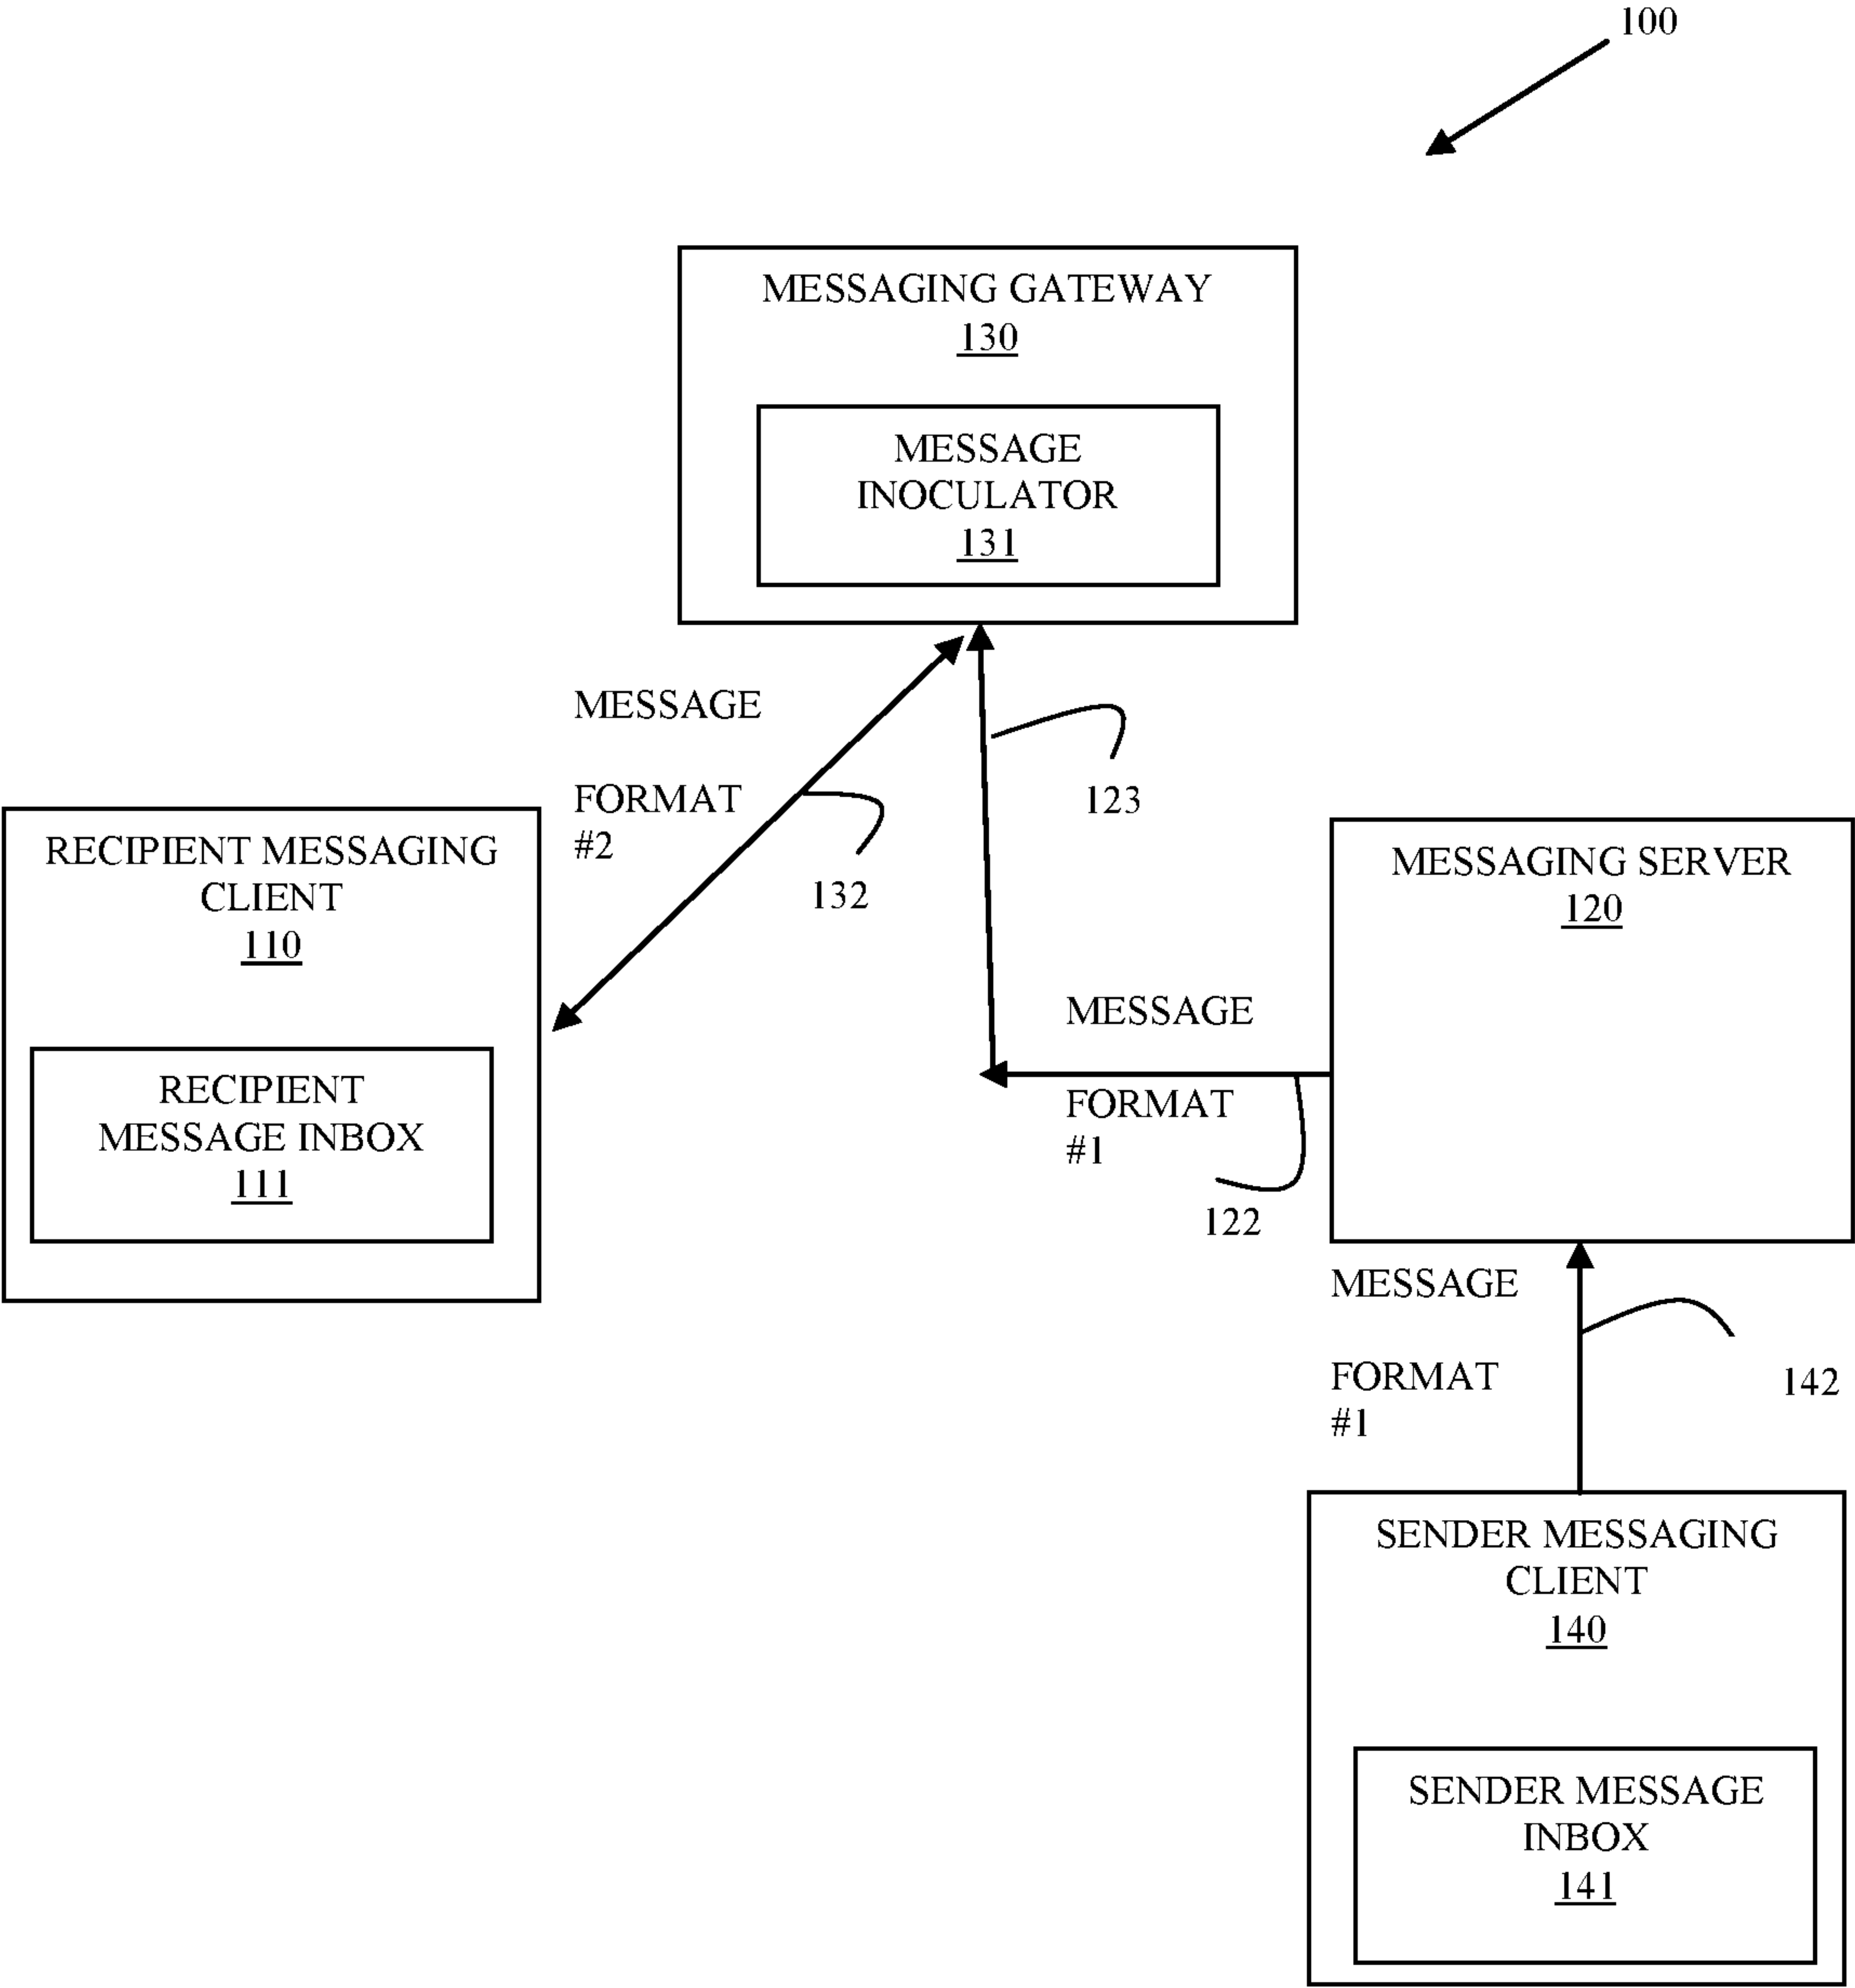 100
MESSAGING GATEWAY
130
MESSAGE
INOCULATOR
131
MESSAGE
FORMAT
#2
132
123
RECIPIENT MESSAGING
CLIENT
110
RECIPIENT
MESSAGE INBOX
111
MESSAGING SERVER
120
MESSAGE
FORMAT
#1
122
MESSAGE
FORMAT
#1
142
SENDER MESSAGING
CLIENT
140
SENDER MESSAGE
INBOX
141